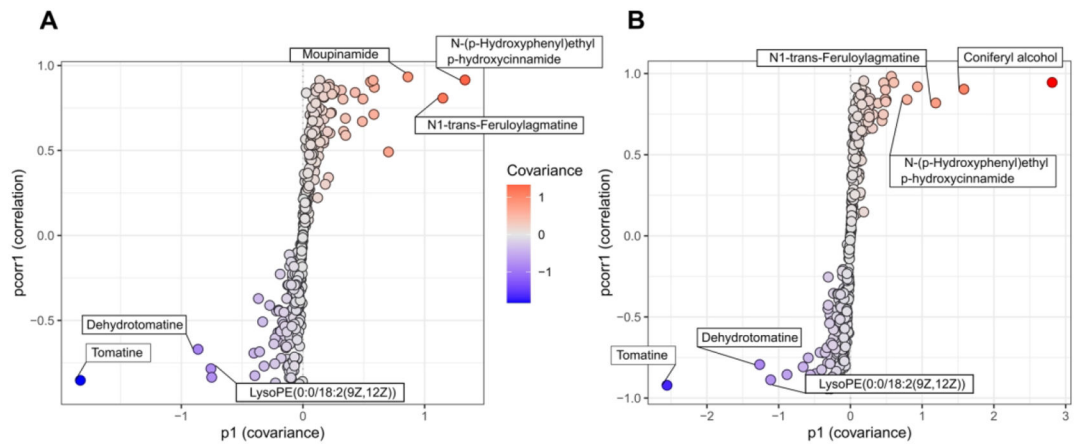 A
B
Moupinamide
N-(p-Hydroxyphenyl)ethyl
p-hydroxycinnamide
N1-trans-Feruloylagmatine
Dehydrotomatine
Tomatine
LysoPE(0:0/18:2(9Z,12Z))
1.0
0.5
0.0
−0.5
pcorr1 (correlation)
−1
0
1
p1 (covariance)
Covariance
1
0
−1
N1-trans-Feruloylagmatine
Coniferyl alcohol
N-(p-Hydroxyphenyl)ethyl
p-hydroxycinnamide
Dehydrotomatine
Tomatine
LysoPE(0:0/18:2(9Z,12Z))
1.0
0.5
0.0
−0.5
−1.0
pcorr1 (correlation)
−2
−1
0
1
2
3
p1 (covariance)